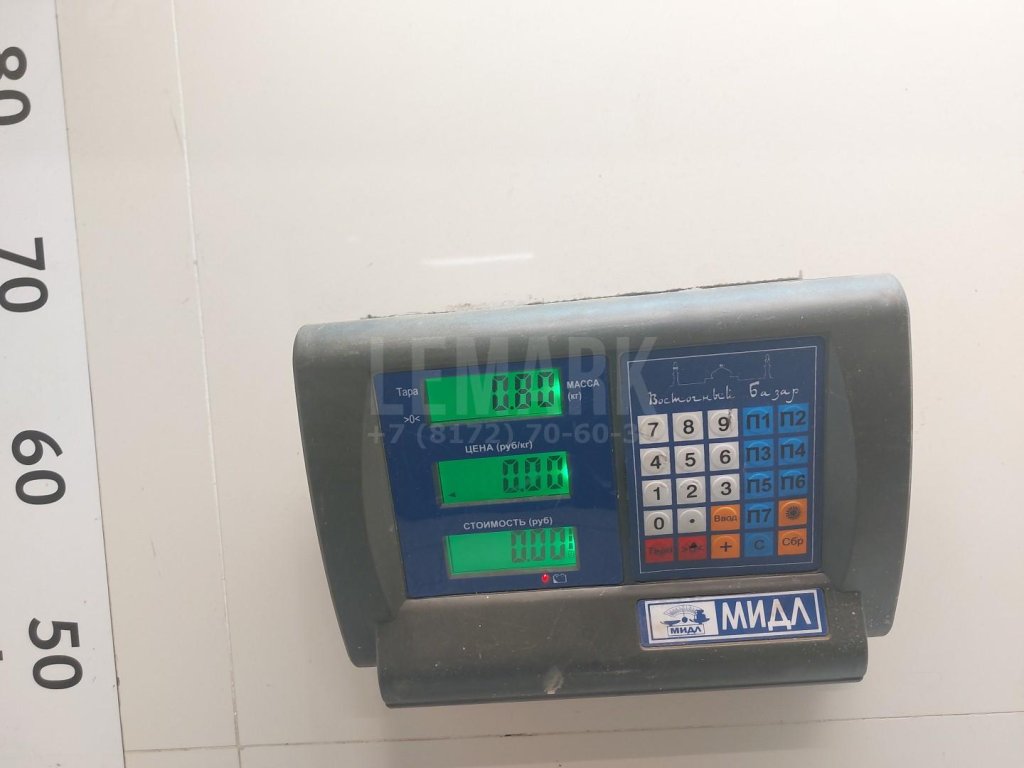 80
70
60
50
LEMARK
+7 (8172) 70-60-3
Тара
>0<
0.80
МАССА
(кг)
ЦЕНА (руб/кг)
0.00
СТОИМОСТЬ (руб)
0.00
Восточный Базар
7 8 9 П1 П2
4 5 6 П3 П4
1 2 3 П5 П6
0 . Ввод П7
Тара + С Сбр
МИДЛ
МИДЛ